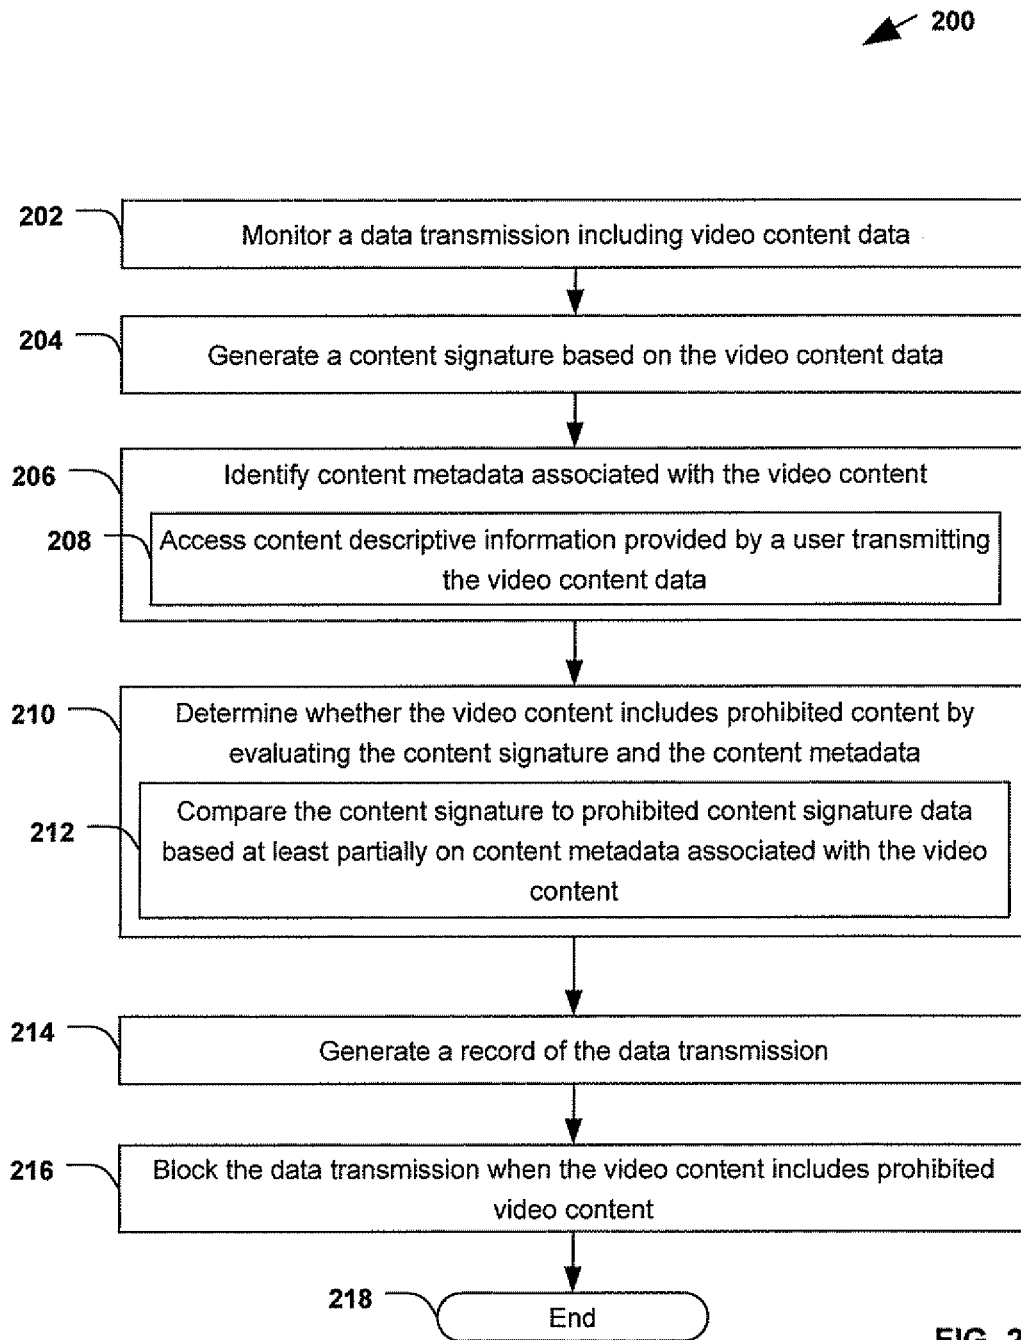 200
202
Monitor a data transmission including video content data
204
Generate a content signature based on the video content data
206
Identify content metadata associated with the video content
208
Access content descriptive information provided by a user transmitting
the video content data
210
Determine whether the video content includes prohibited content by
evaluating the content signature and the content metadata
212
Compare the content signature to prohibited content signature data
based at least partially on content metadata associated with the video
content
214
Generate a record of the data transmission
216
Block the data transmission when the video content includes prohibited
video content
218
End
FIG. 2